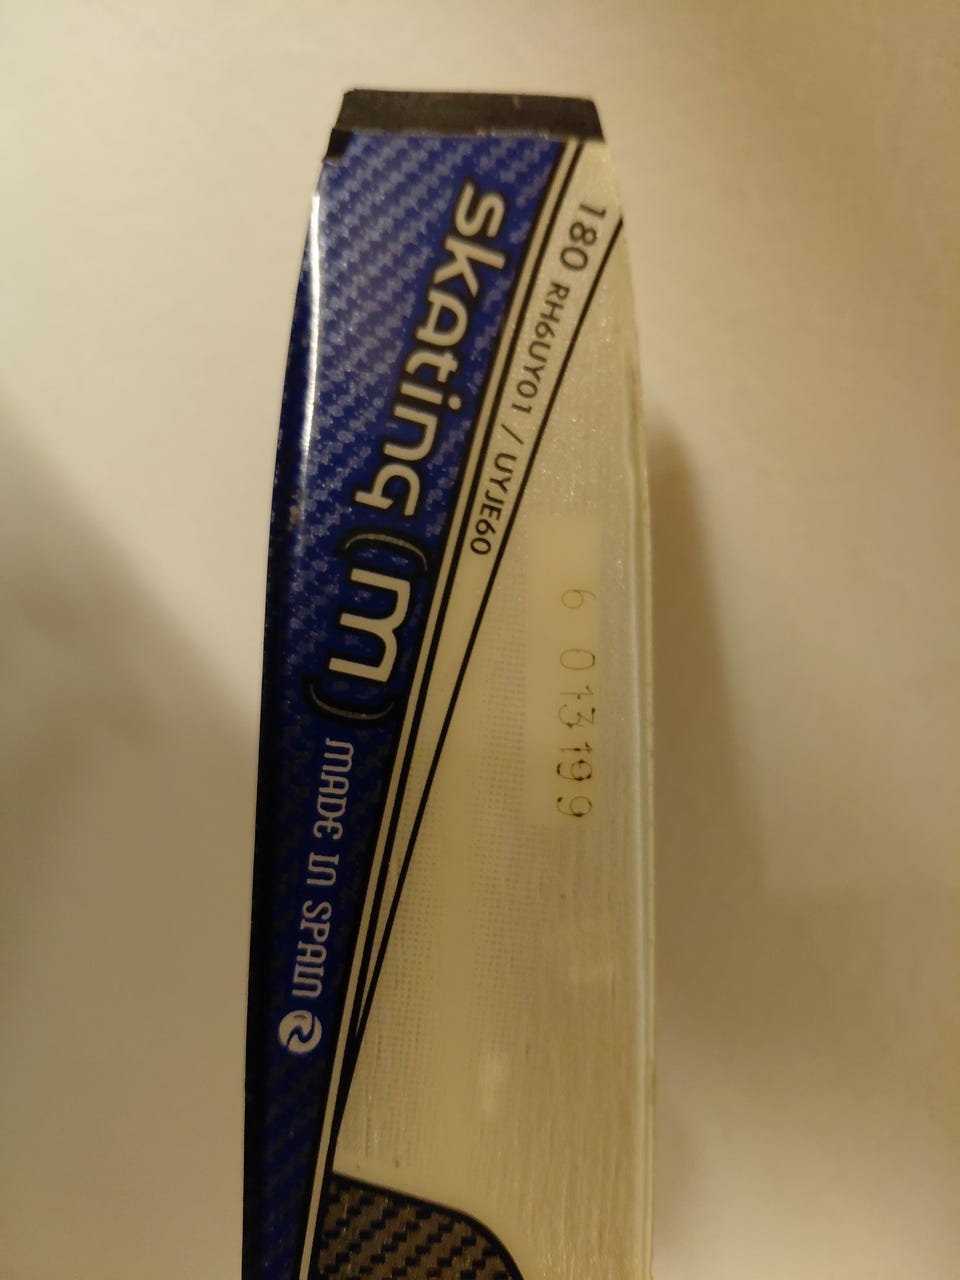 skating (m) MADE IN SPAIN
180 RH6UY01 / UYJE60
6 013199